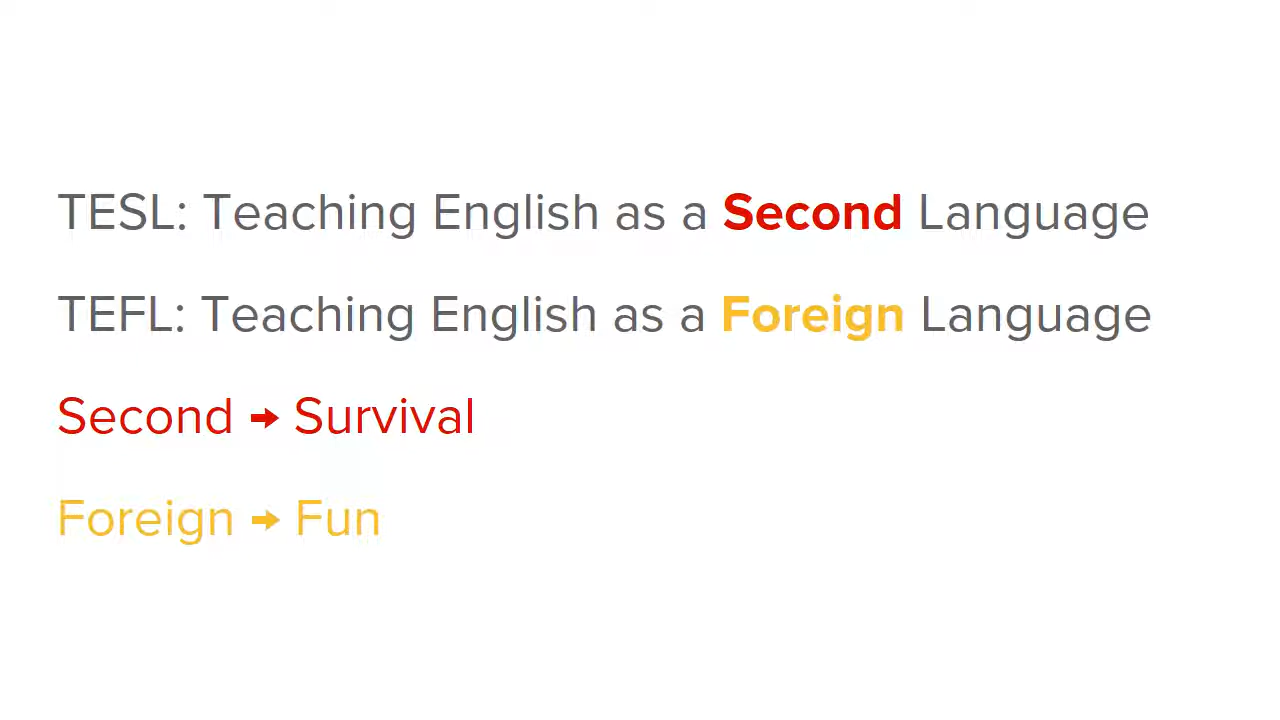 TESL: Teaching English as a Second Language
TEFL: Teaching English as a Foreign Language
Second → Survival
Foreign → Fun